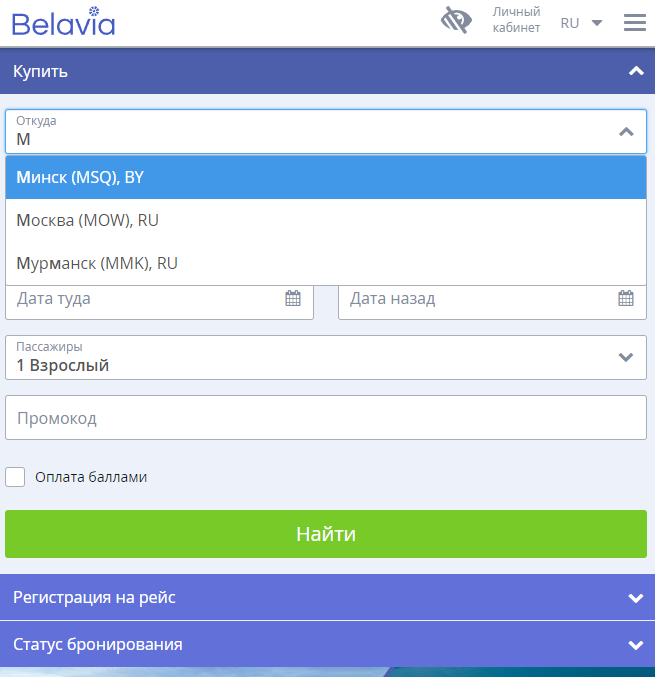 Belavia
Личный
кабинет
RU
Купить
Откуда
М
Минск (MSQ), BY
Москва (MOW), RU
Мурманск (MMK), RU
Дата туда
Дата назад
Пассажиры
1 Взрослый
Промокод
Оплата баллами
Найти
Регистрация на рейс
Статус бронирования